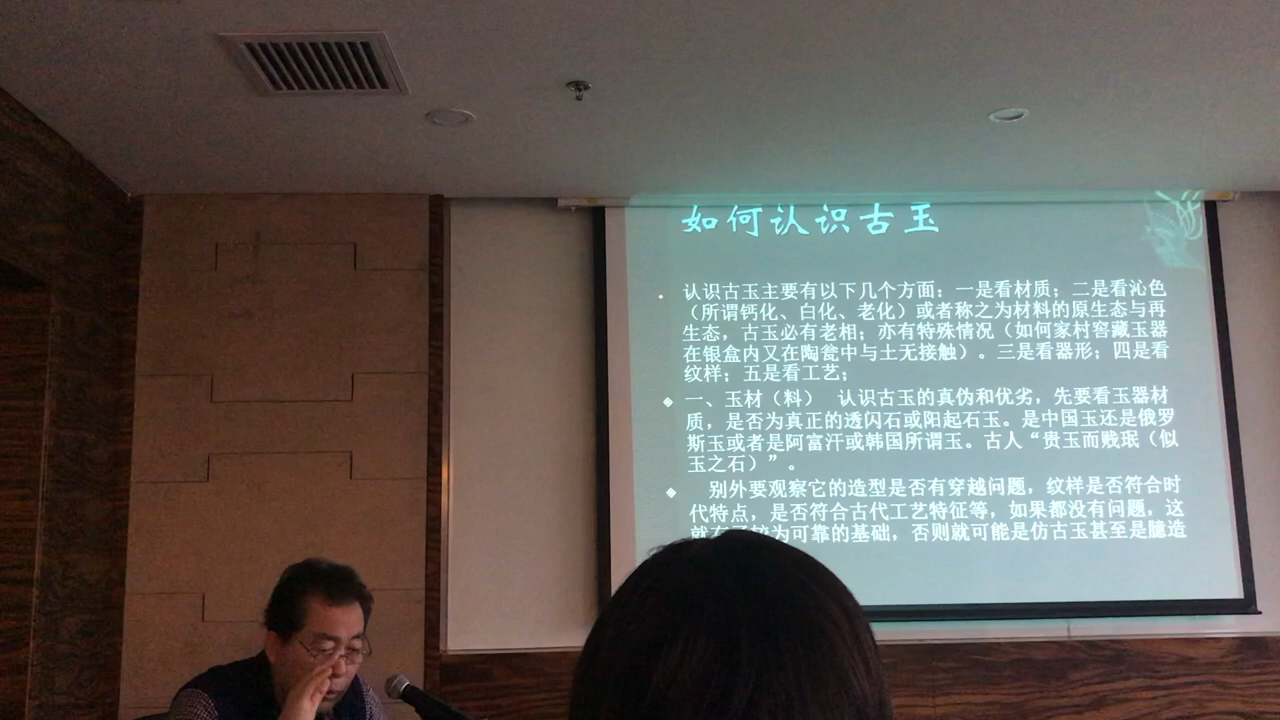 如何认识古玉
认识古玉主要有以下几个方面；一是看材质；二是看沁色
（所谓钙化、白化、老化）或者称之为材料的原生态与再
生态，古玉必有老相；亦有特殊情况（如何家村窖藏玉器
在银盒内又在陶瓮中与土无接触）。三是看器形；四是看
纹样；五是看工艺；
一、玉材（料） 认识古玉的真伪和优劣，先要看玉器材
质，是否为真正的透闪石或阳起石玉。是中国玉还是俄罗
斯玉或者是阿富汗或韩国所谓玉。古人“贵玉而贱珉（似
玉之石）”。
别外要观察它的造型是否有穿越问题，纹样是否符合时
代特点，是否符合古代工艺特征等，如果都没有问题，这
就有了较为可靠的基础，否则就可能是仿古玉甚至是臆造